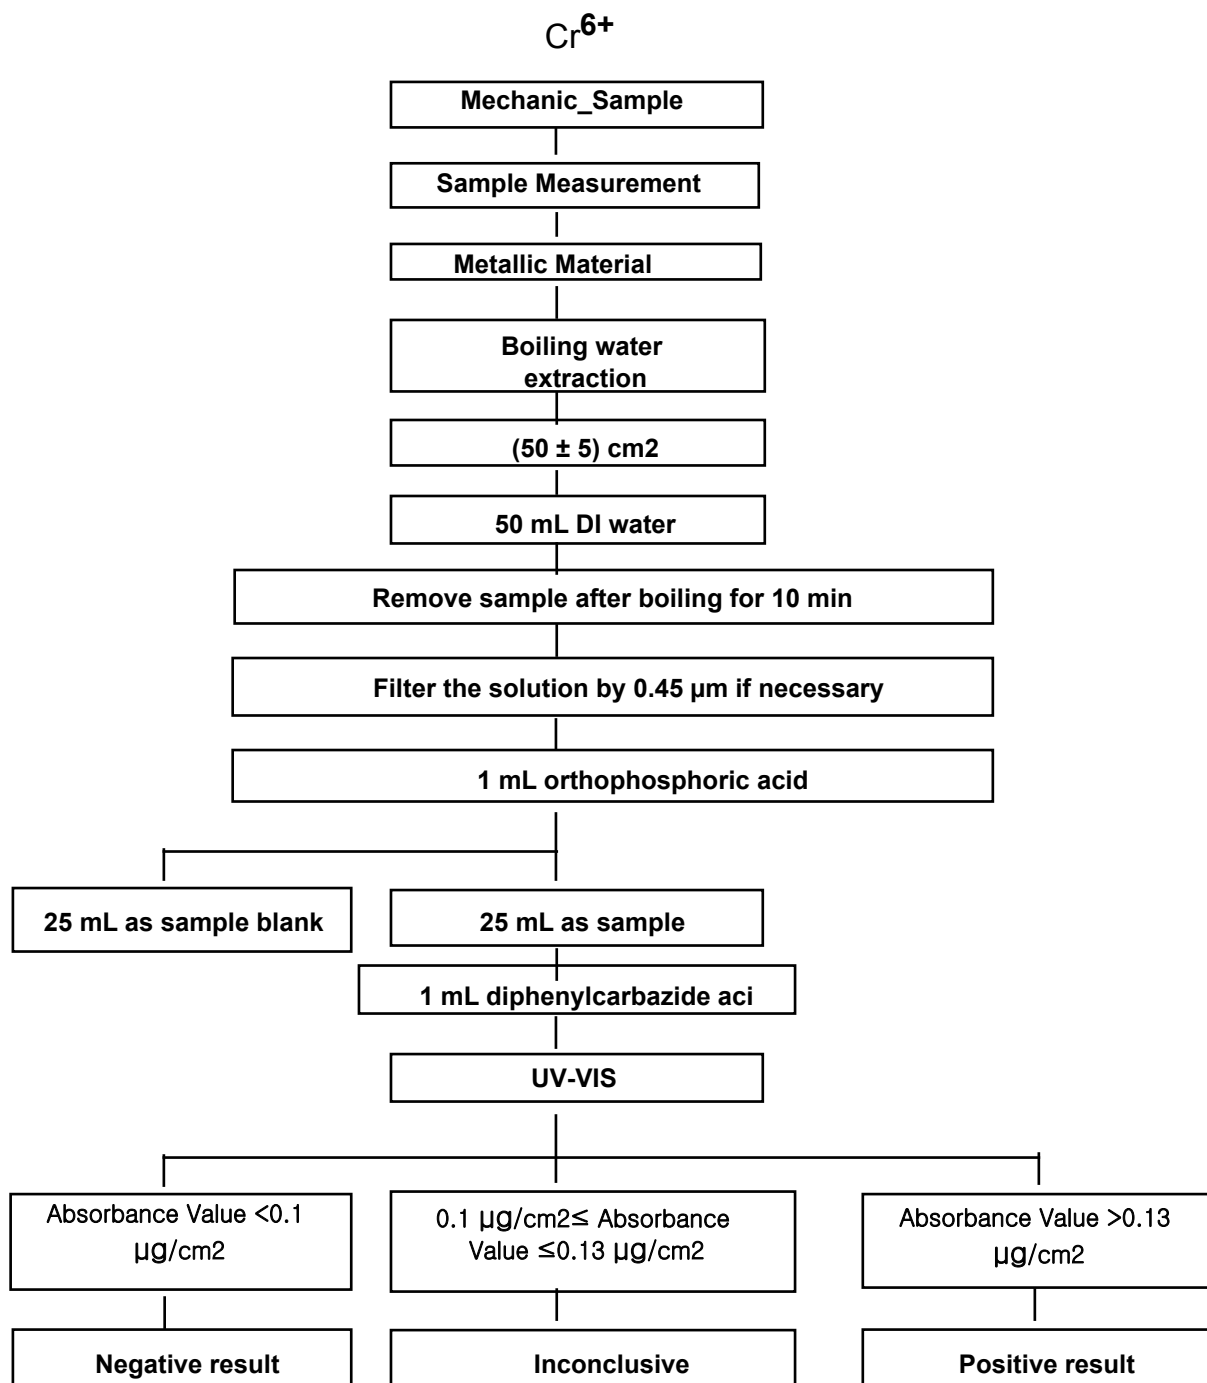 Cr6+
Mechanic_Sample
Sample Measurement
Metallic Material
Boiling water
extraction
(50 ± 5) cm2
50 mL DI water
Remove sample after boiling for 10 min
Filter the solution by 0.45 µm if necessary
1 mL orthophosphoric acid
25 mL as sample blank
25 mL as sample
1 mL diphenylcarbazide aci
UV-VIS
Absorbance Value <0.1
µg/cm2
0.1 µg/cm2≤ Absorbance
Value ≤0.13 µg/cm2
Absorbance Value >0.13
µg/cm2
Negative result
Inconclusive
Positive result